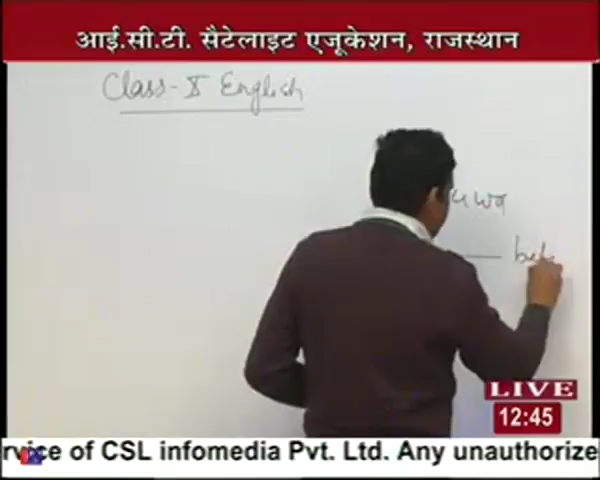 आई.सी.टी. सैटेलाइट एजूकेशन, राजस्थान
Class-X English
LIVE
12:45
rvice of CSL infomedia Pvt. Ltd. Any unauthorize